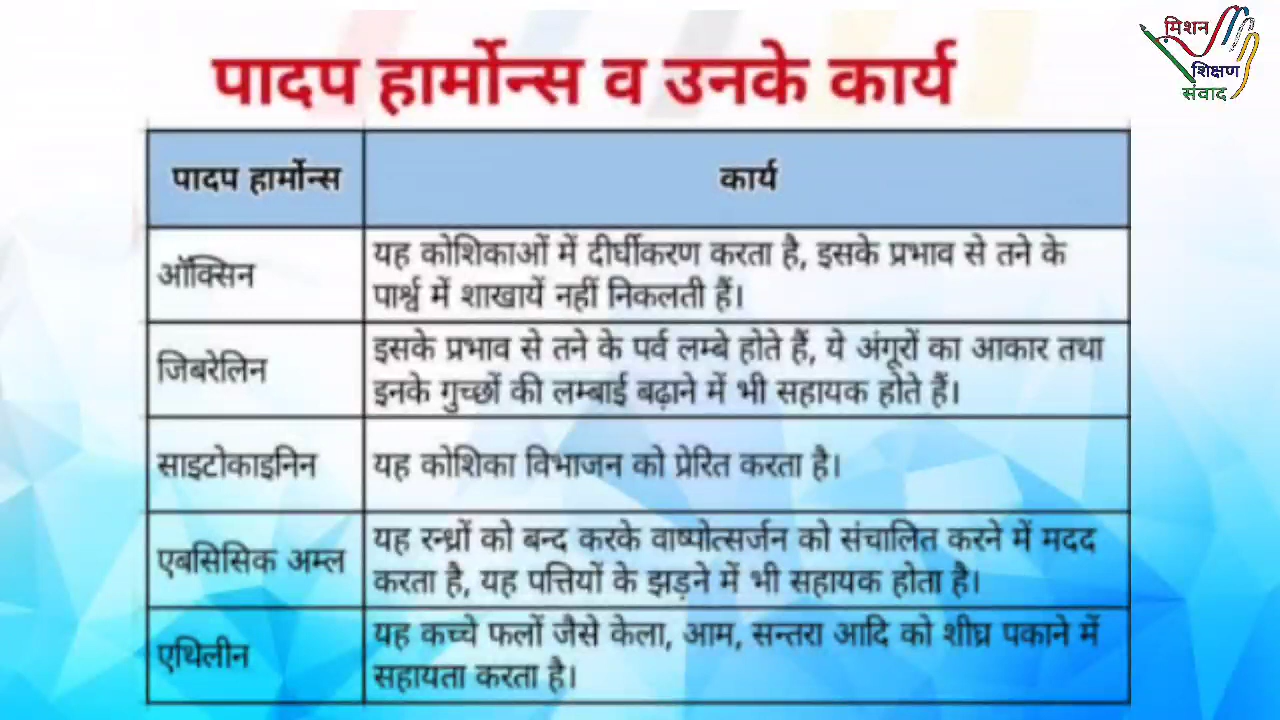 मिशन
शिक्षण
संवाद
पादप हार्मोन्स व उनके कार्य
पादप हार्मोन्स
कार्य
ऑक्सिन
यह कोशिकाओं में दीर्घीकरण करता है, इसके प्रभाव से तने के
पार्श्व में शाखायें नहीं निकलती हैं।
जिबरेलिन
इसके प्रभाव से तने के पर्व लम्बे होते हैं, ये अंगूरों का आकार तथा
इनके गुच्छों की लम्बाई बढ़ाने में भी सहायक होते हैं।
साइटोकाइनिन
यह कोशिका विभाजन को प्रेरित करता है।
एबसिसिक अम्ल
यह रन्ध्रों को बन्द करके वाष्पोत्सर्जन को संचालित करने में मदद
करता है, यह पत्तियों के झड़ने में भी सहायक होता है।
एथिलीन
यह कच्चे फलों जैसे केला, आम, सन्तरा आदि को शीघ्र पकाने में
सहायता करता है।